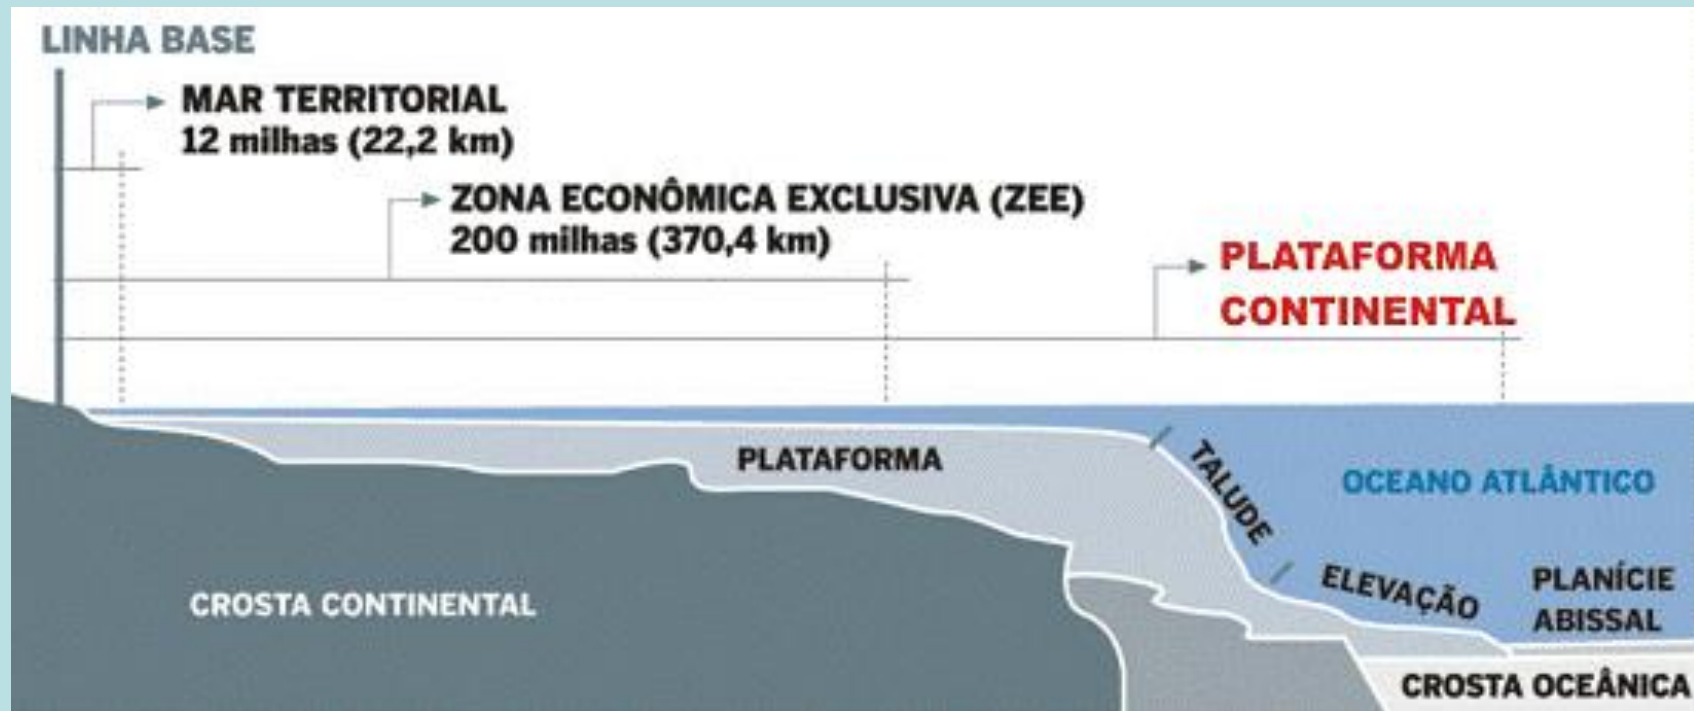 LINHA BASE
MAR TERRITORIAL
12 milhas (22,2 km)
ZONA ECONÔMICA EXCLUSIVA (ZEE)
200 milhas (370,4 km)
PLATAFORMA
CONTINENTAL
PLATAFORMA
TALUDE
OCEANO ATLÂNTICO
ELEVAÇÃO
PLANÍCIE
ABISSAL
CROSTA CONTINENTAL
CROSTA OCEÂNICA